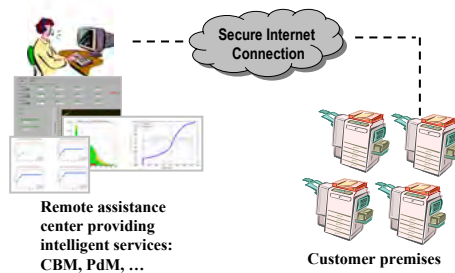 Secure Internet
Connection
Remote assistance
center providing
intelligent services:
CBM, PdM, …
Customer premises